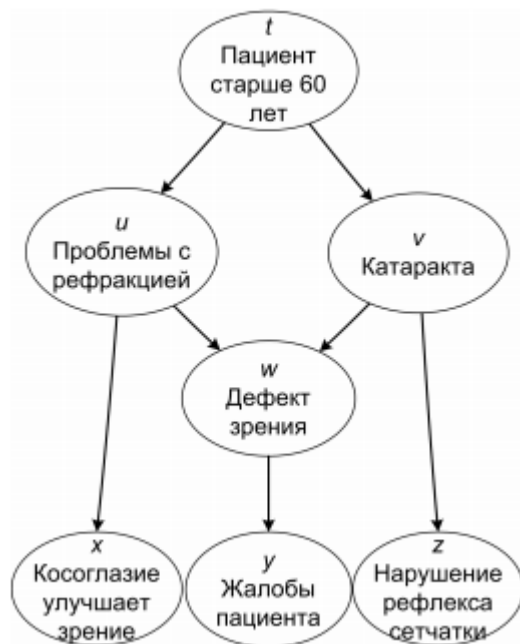 t
Пациент
старше 60
лет
u
Проблемы с
рефракцией
v
Катаракта
w
Дефект
зрения
x
Косоглазие
улучшает
зрение
y
Жалобы
пациента
z
Нарушение
рефлекса
сетчатки